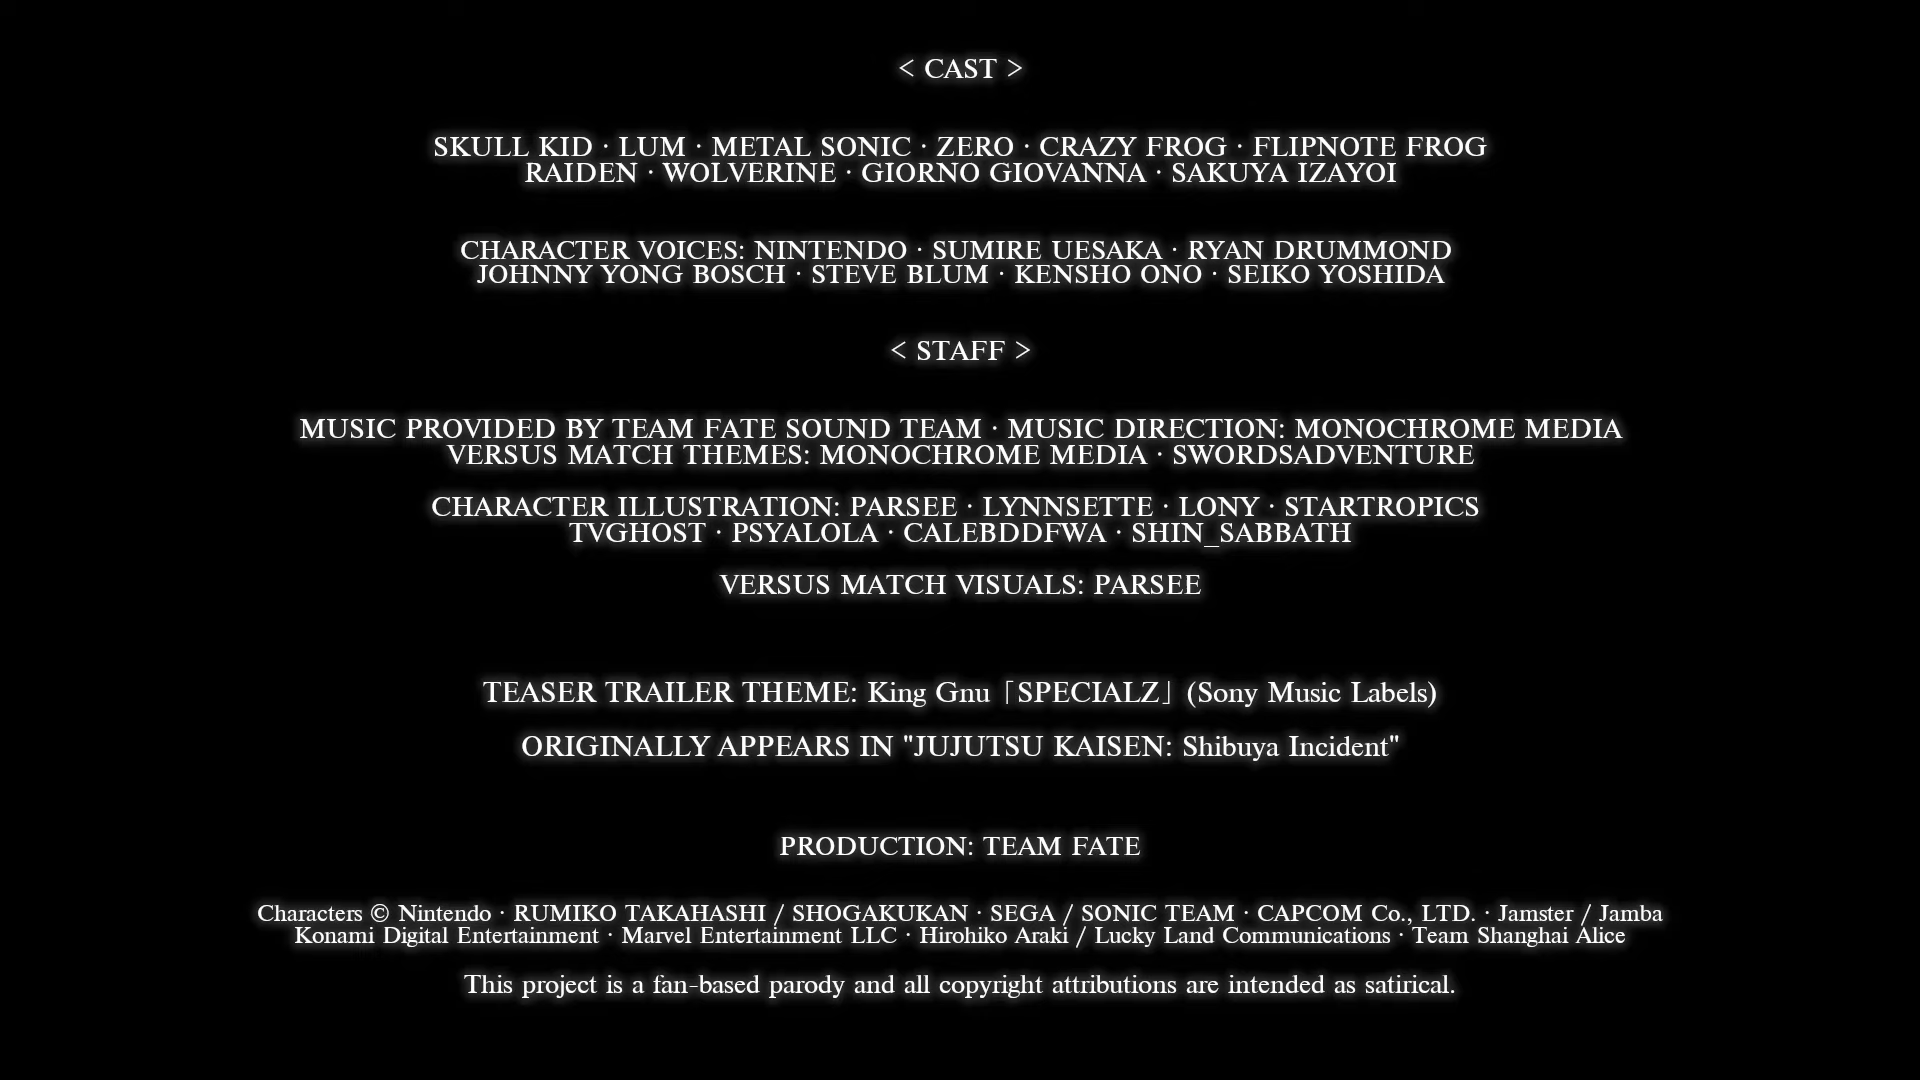 < CAST >
SKULL KID · LUM · METAL SONIC · ZERO · CRAZY FROG · FLIPNOTE FROG
RAIDEN · WOLVERINE · GIORNO GIOVANNA · SAKUYA IZAYOI
CHARACTER VOICES: NINTENDO · SUMIRE UESAKA · RYAN DRUMMOND
JOHNNY YONG BOSCH · STEVE BLUM · KENSHO ONO · SEIKO YOSHIDA
< STAFF >
MUSIC PROVIDED BY TEAM FATE SOUND TEAM · MUSIC DIRECTION: MONOCHROME MEDIA
VERSUS MATCH THEMES: MONOCHROME MEDIA · SWORDSADVENTURE
CHARACTER ILLUSTRATION: PARSEE · LYNNSETTE · LONY · STARTROPICS
TVGHOST · PSYALOLA · CALEBDDFWA · SHIN_SABBATH
VERSUS MATCH VISUALS: PARSEE
TEASER TRAILER THEME: King Gnu「SPECIALZ」(Sony Music Labels)
ORIGINALLY APPEARS IN "JUJUTSU KAISEN: Shibuya Incident"
PRODUCTION: TEAM FATE
Characters © Nintendo · RUMIKO TAKAHASHI / SHOGAKUKAN · SEGA / SONIC TEAM · CAPCOM Co., LTD. · Jamster / Jamba
Konami Digital Entertainment · Marvel Entertainment LLC · Hirohiko Araki / Lucky Land Communications · Team Shanghai Alice
This project is a fan-based parody and all copyright attributions are intended as satirical.